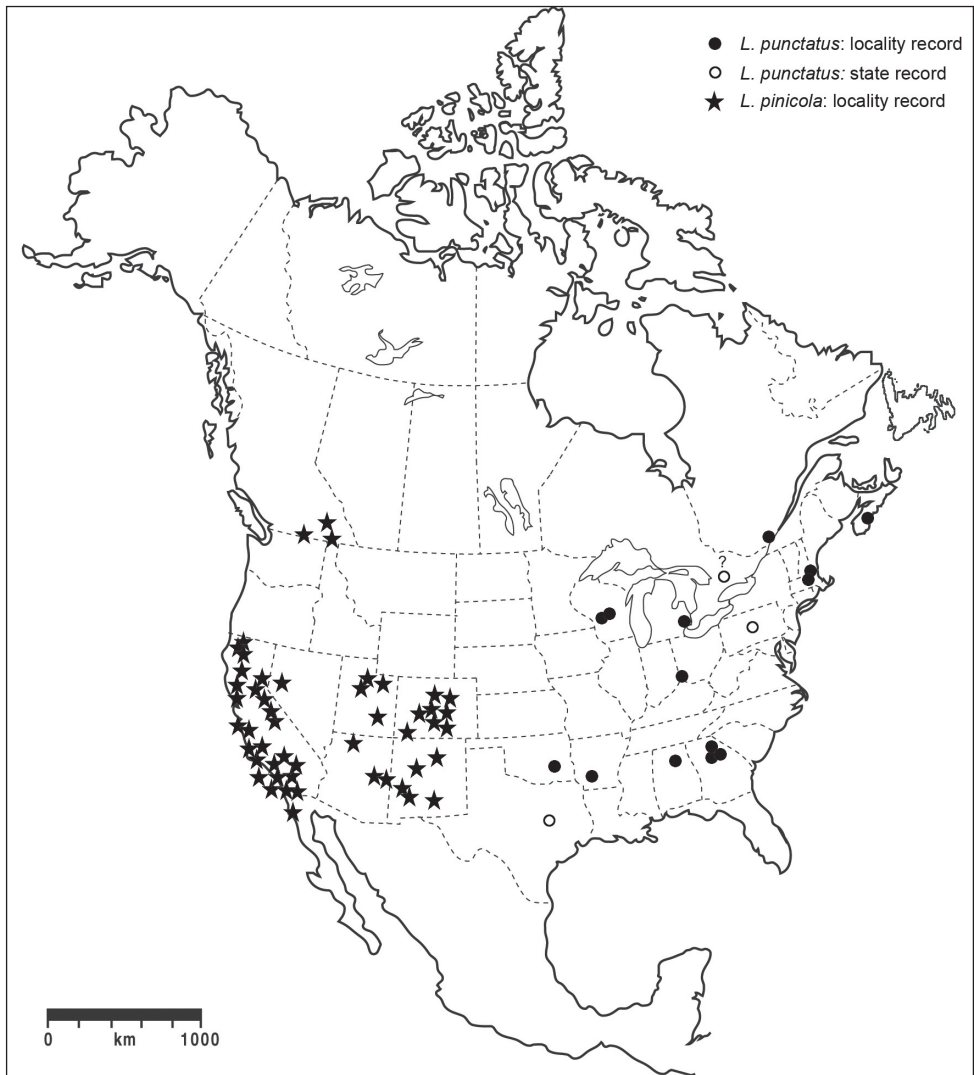 L. punctatus: locality record
L. punctatus: state record
L. pinicola: locality record
?
0 km 1000